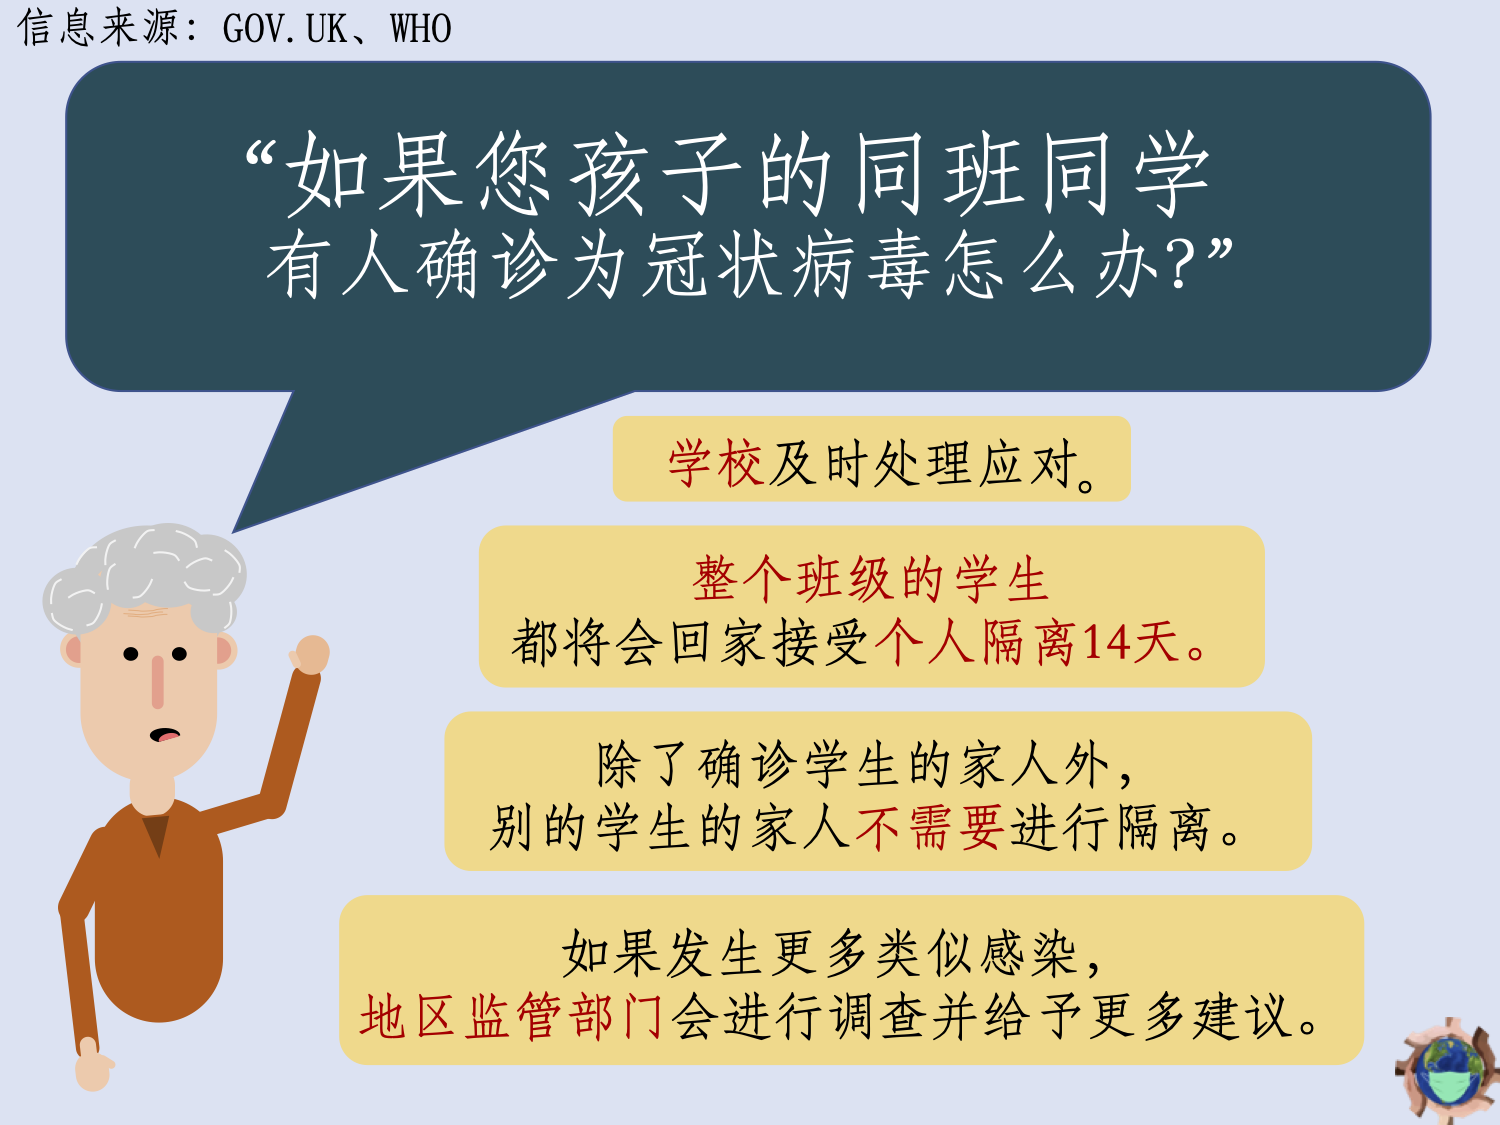 信息来源: GOV.UK、WHO
“如果您孩子的同班同学
有人确诊为冠状病毒怎么办?”
学校及时处理应对。
整个班级的学生
都将会回家接受个人隔离14天。
除了确诊学生的家人外,
别的学生的家人不需要进行隔离。
如果发生更多类似感染,
地区监管部门会进行调查并给予更多建议。